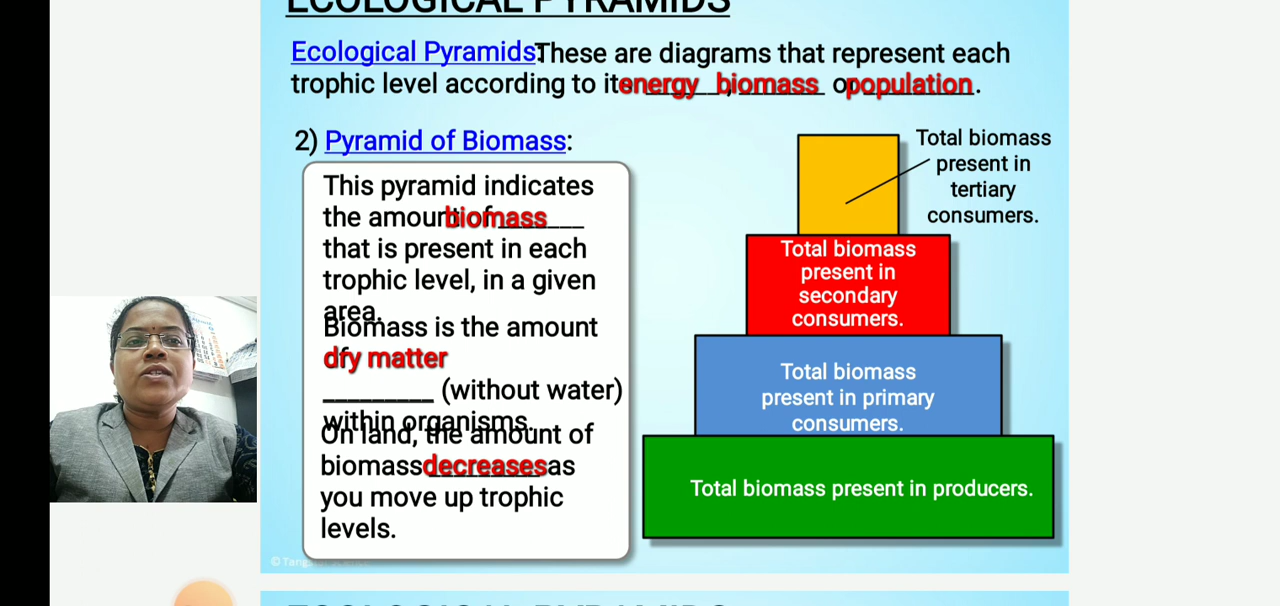 ECOLOGICAL PYRAMIDS
Ecological Pyramids: These are diagrams that represent each
trophic level according to its energy, biomass or population.
2) Pyramid of Biomass:
This pyramid indicates
the amount of biomass
that is present in each
trophic level, in a given
area.
Biomass is the amount
of dry matter
_________ (without water)
within organisms.
On land, the amount of
biomass decreases as
you move up trophic
levels.
Total biomass
present in
tertiary
consumers.
Total biomass
present in
secondary
consumers.
Total biomass
present in primary
consumers.
Total biomass present in producers.
ECOLOGICAL PYRAMIDS